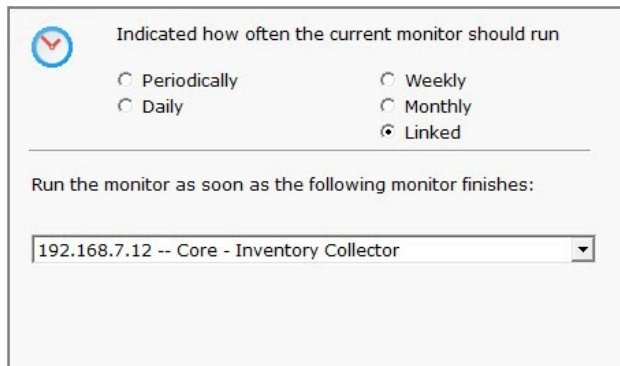 Indicated how often the current monitor should run
Periodically
Weekly
Daily
Monthly
Linked
Run the monitor as soon as the following monitor finishes:
192.168.7.12 -- Core - Inventory Collector